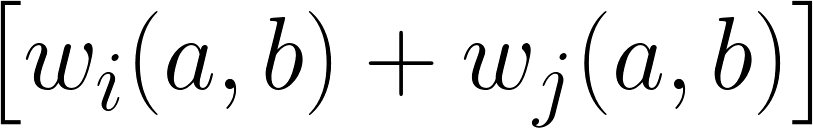 [w_i(a, b) + w_j(a, b)]